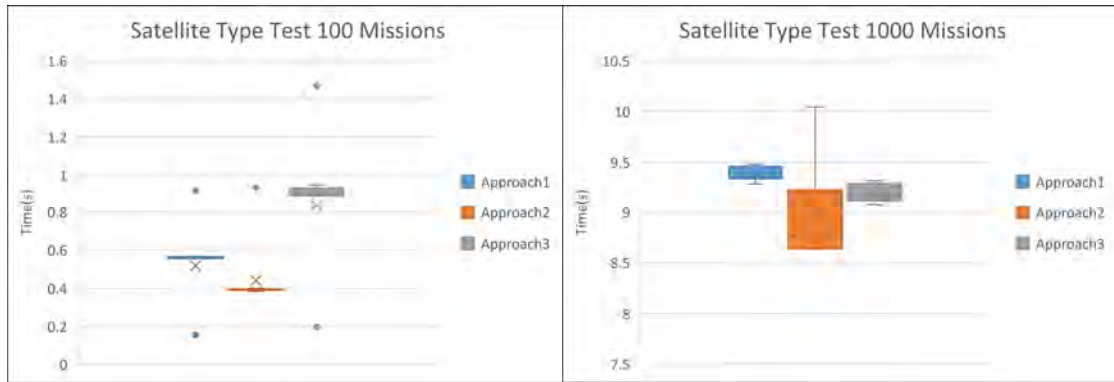 Satellite Type Test 100 Missions
1.6
1.4
1.2
1
0.8
0.6
0.4
0.2
0
Time(s)
Approach1
Approach2
Approach3
Satellite Type Test 1000 Missions
10.5
10
9.5
9
8.5
8
7.5
Time(s)
Approach1
Approach2
Approach3